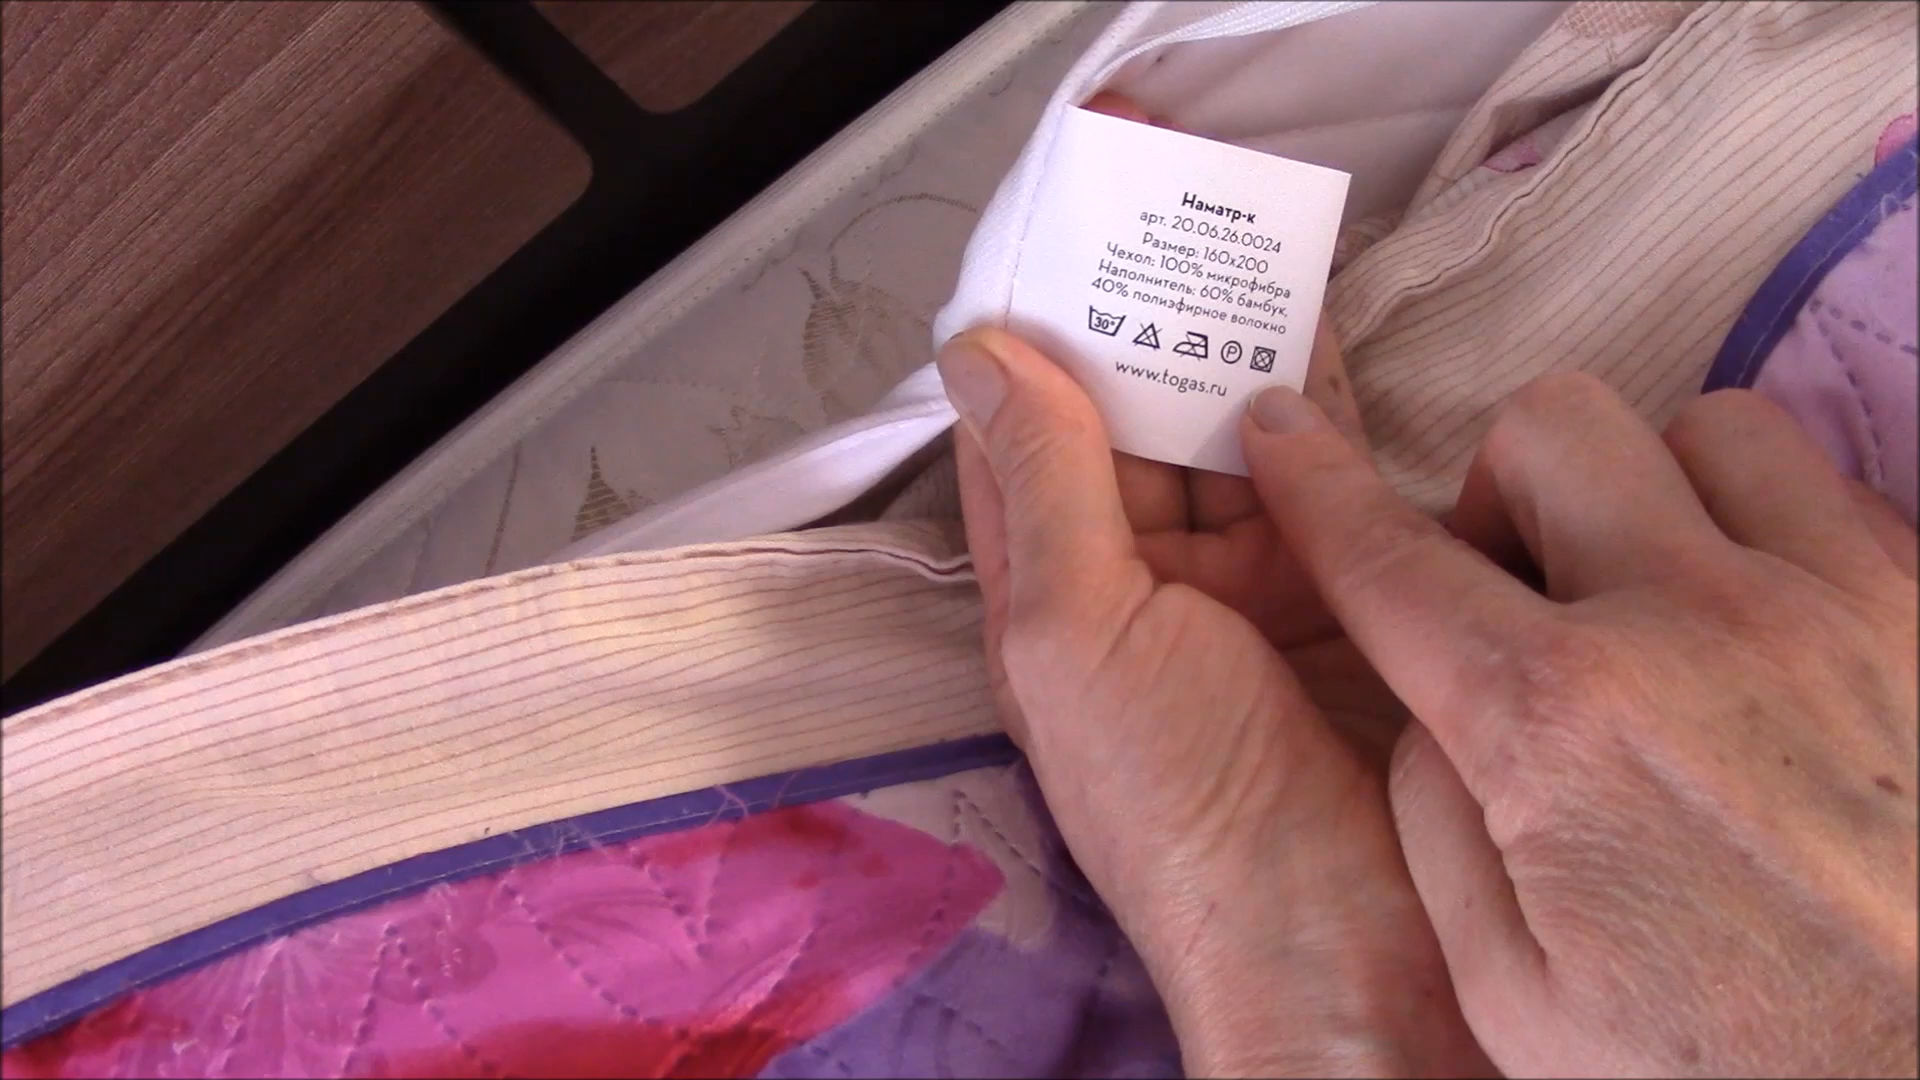 Наматр-к
арт. 20.06.26.0024
Размер: 160х200
Чехол: 100% микрофибра
Наполнитель: 60% бамбук,
40% полиэфирное волокно
30° P
www.togas.ru